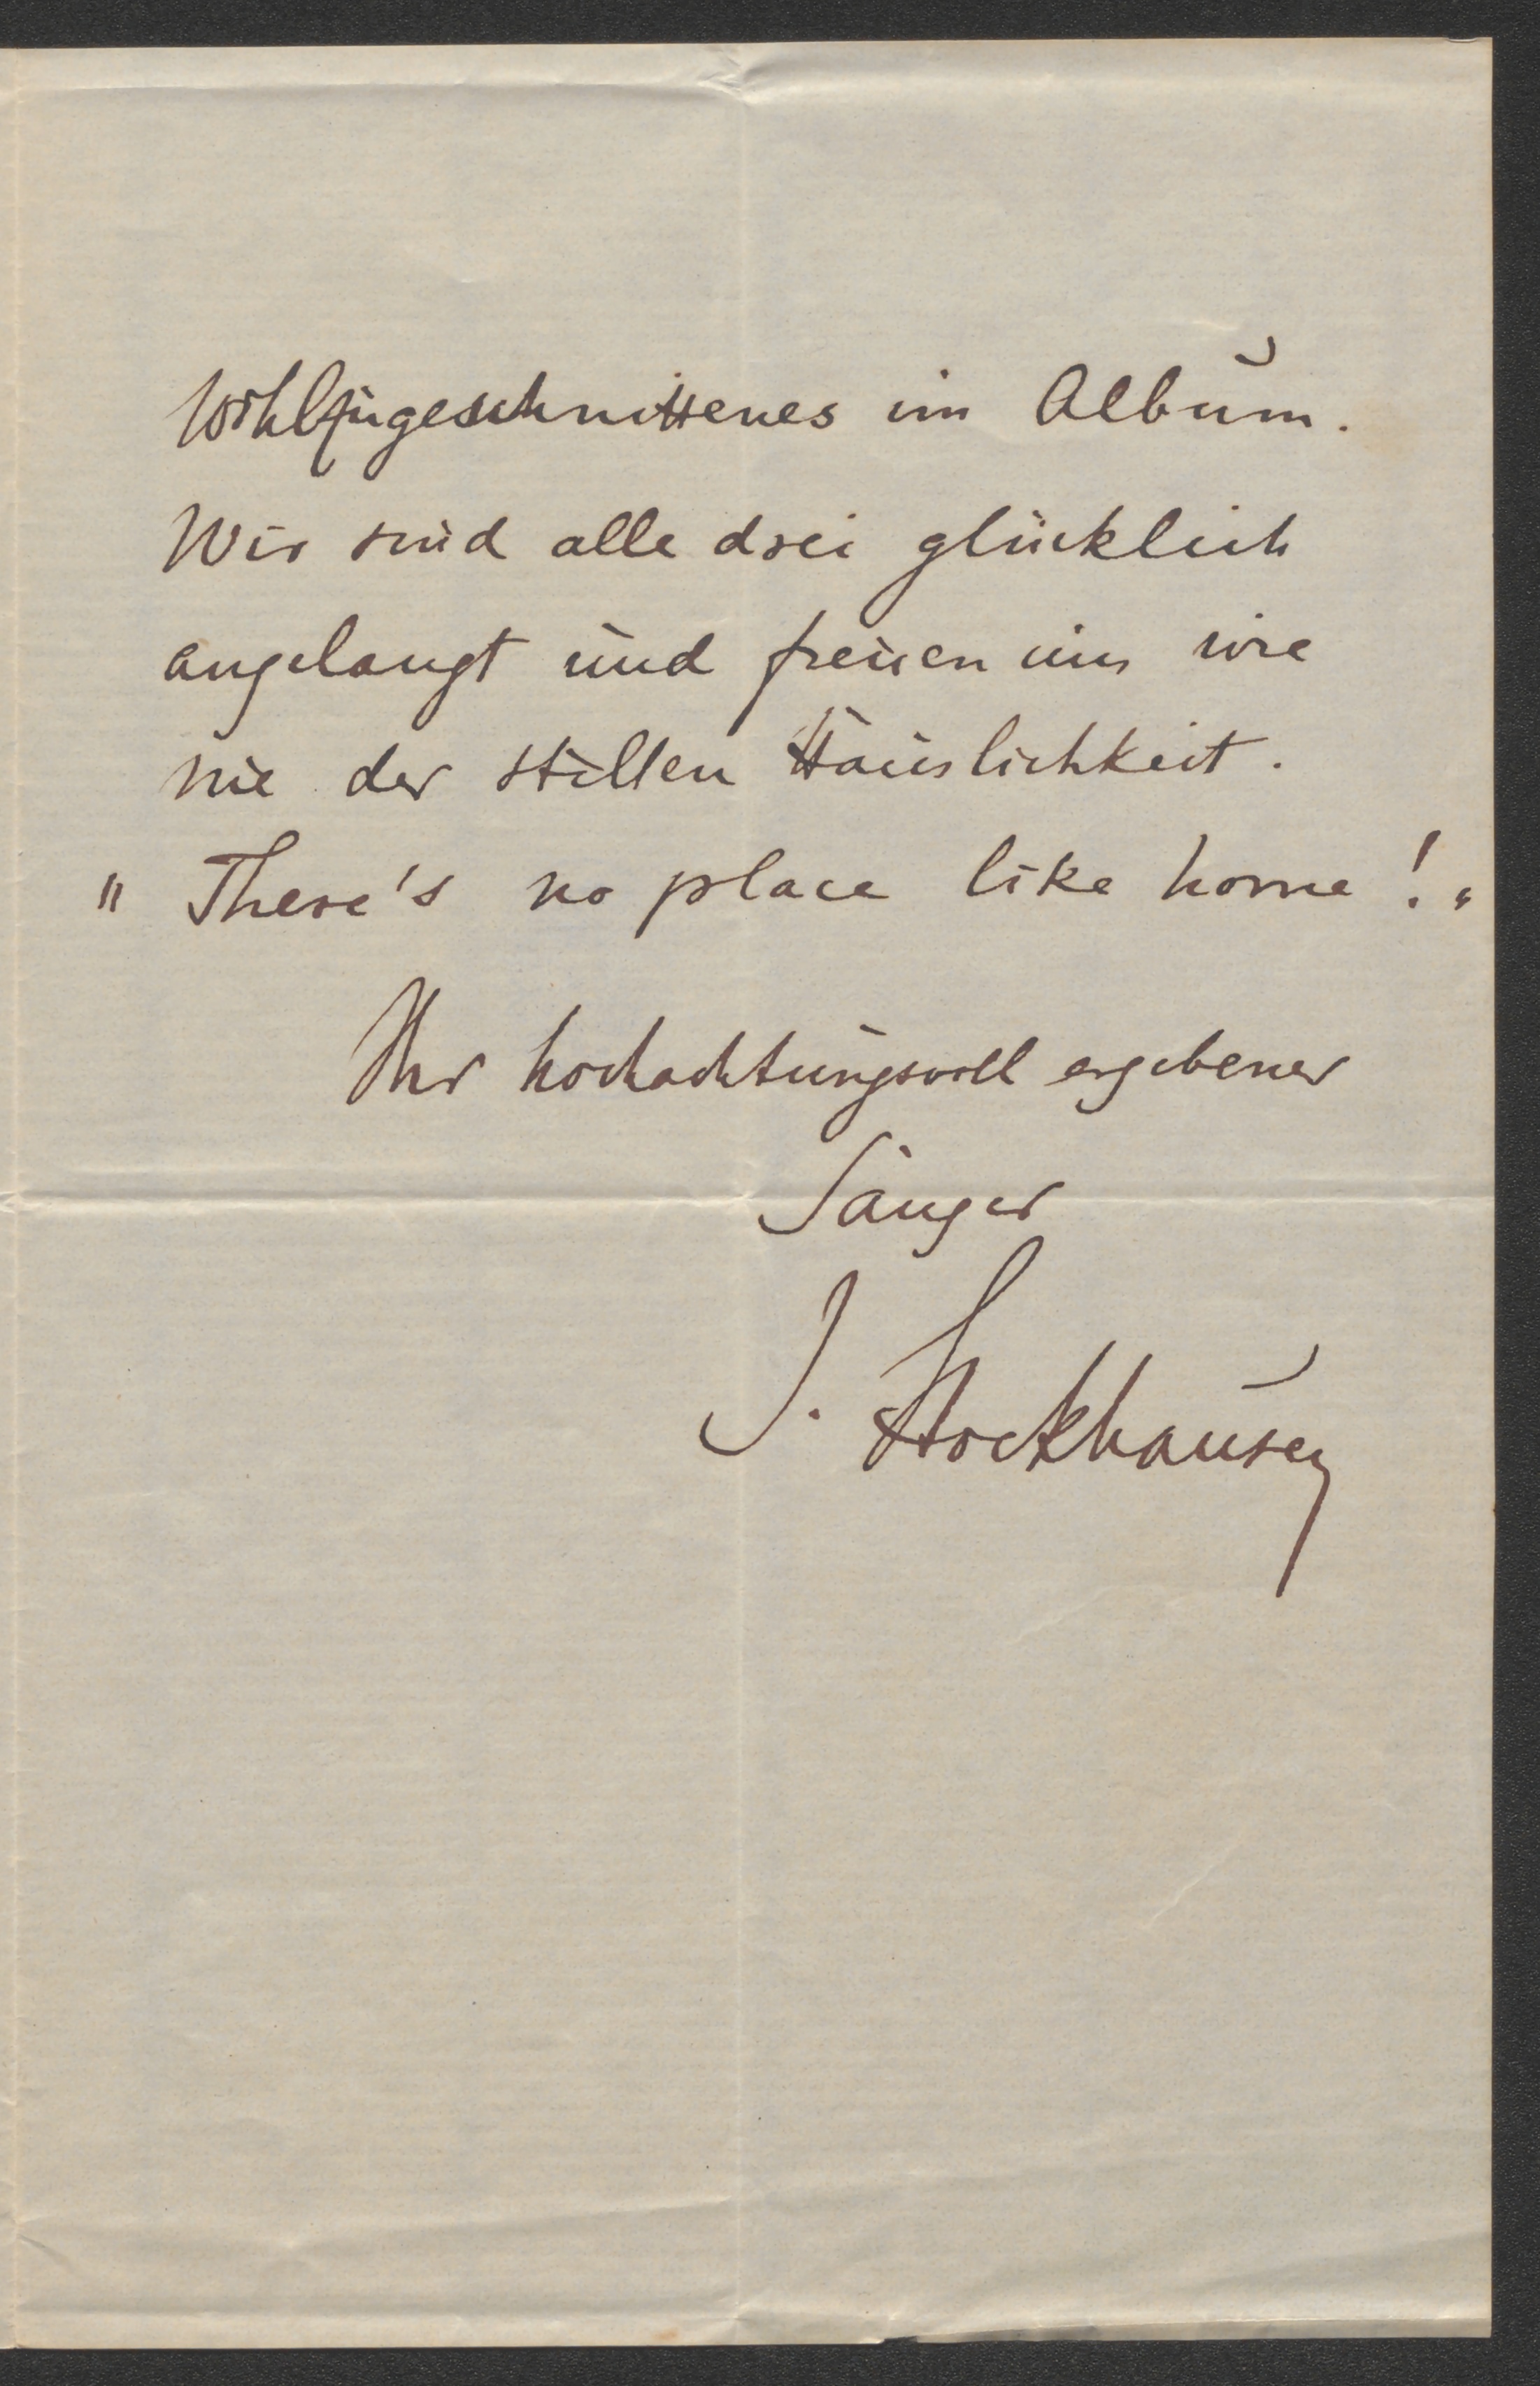 Wohlzugeschnittenes im Album.
Wir sind alle drei glücklich
angelangt und freuen uns wie
nie der stillen Häuslichkeit.
"There's no place like home!"
Ihr hochachtungsvoll ergebener
Sänger
J. Stockhausen